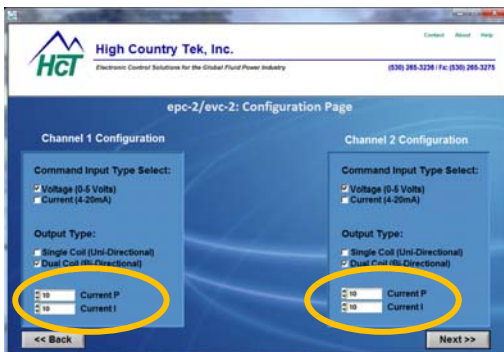 Contact About Help
HCT
High Country Tek, Inc.
Electronic Control Solutions for the Global Fluid Power Industry
(530) 265-3236 / Fx: (530) 265-3275
epc-2/evc-2: Configuration Page
Channel 1 Configuration
Command Input Type Select:
Voltage (0-5 Volts)
Current (4-20mA)
Output Type:
Single Coil (Uni-Directional)
Dual Coil (Bi-Directional)
10 Current P
10 Current I
<< Back
Channel 2 Configuration
Command Input Type Select:
Voltage (0-5 Volts)
Current (4-20mA)
Output Type:
Single Coil (Uni-Directional)
Dual Coil (Bi-Directional)
10 Current P
10 Current I
Next >>